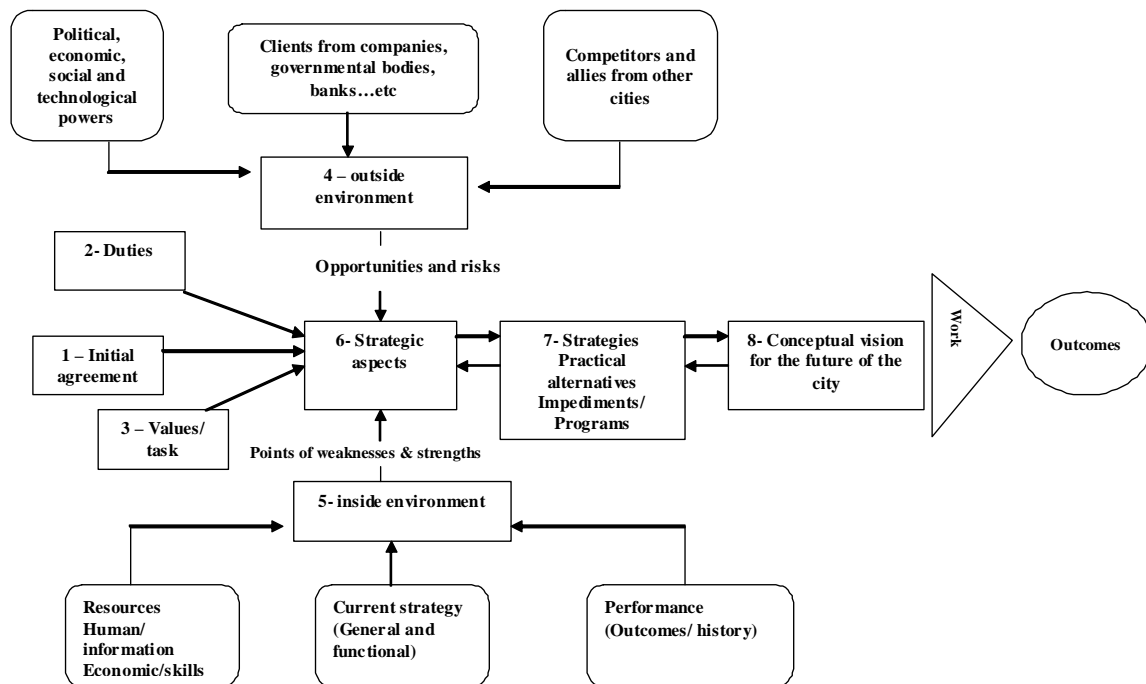 Political,
economic,
social and
technological
powers
Clients from companies,
governmental bodies,
banks…etc
Competitors and
allies from other
cities
4 – outside
environment
2- Duties
Opportunities and risks
1 – Initial
agreement
6- Strategic
aspects
7- Strategies
Practical
alternatives
Impediments/
Programs
8- Conceptual vision
for the future of the
city
Work
Outcomes
3 – Values/
task
Points of weaknesses & strengths
5- inside environment
Resources
Human/
information
Economic/skills
Current strategy
(General and
functional)
Performance
(Outcomes/ history)